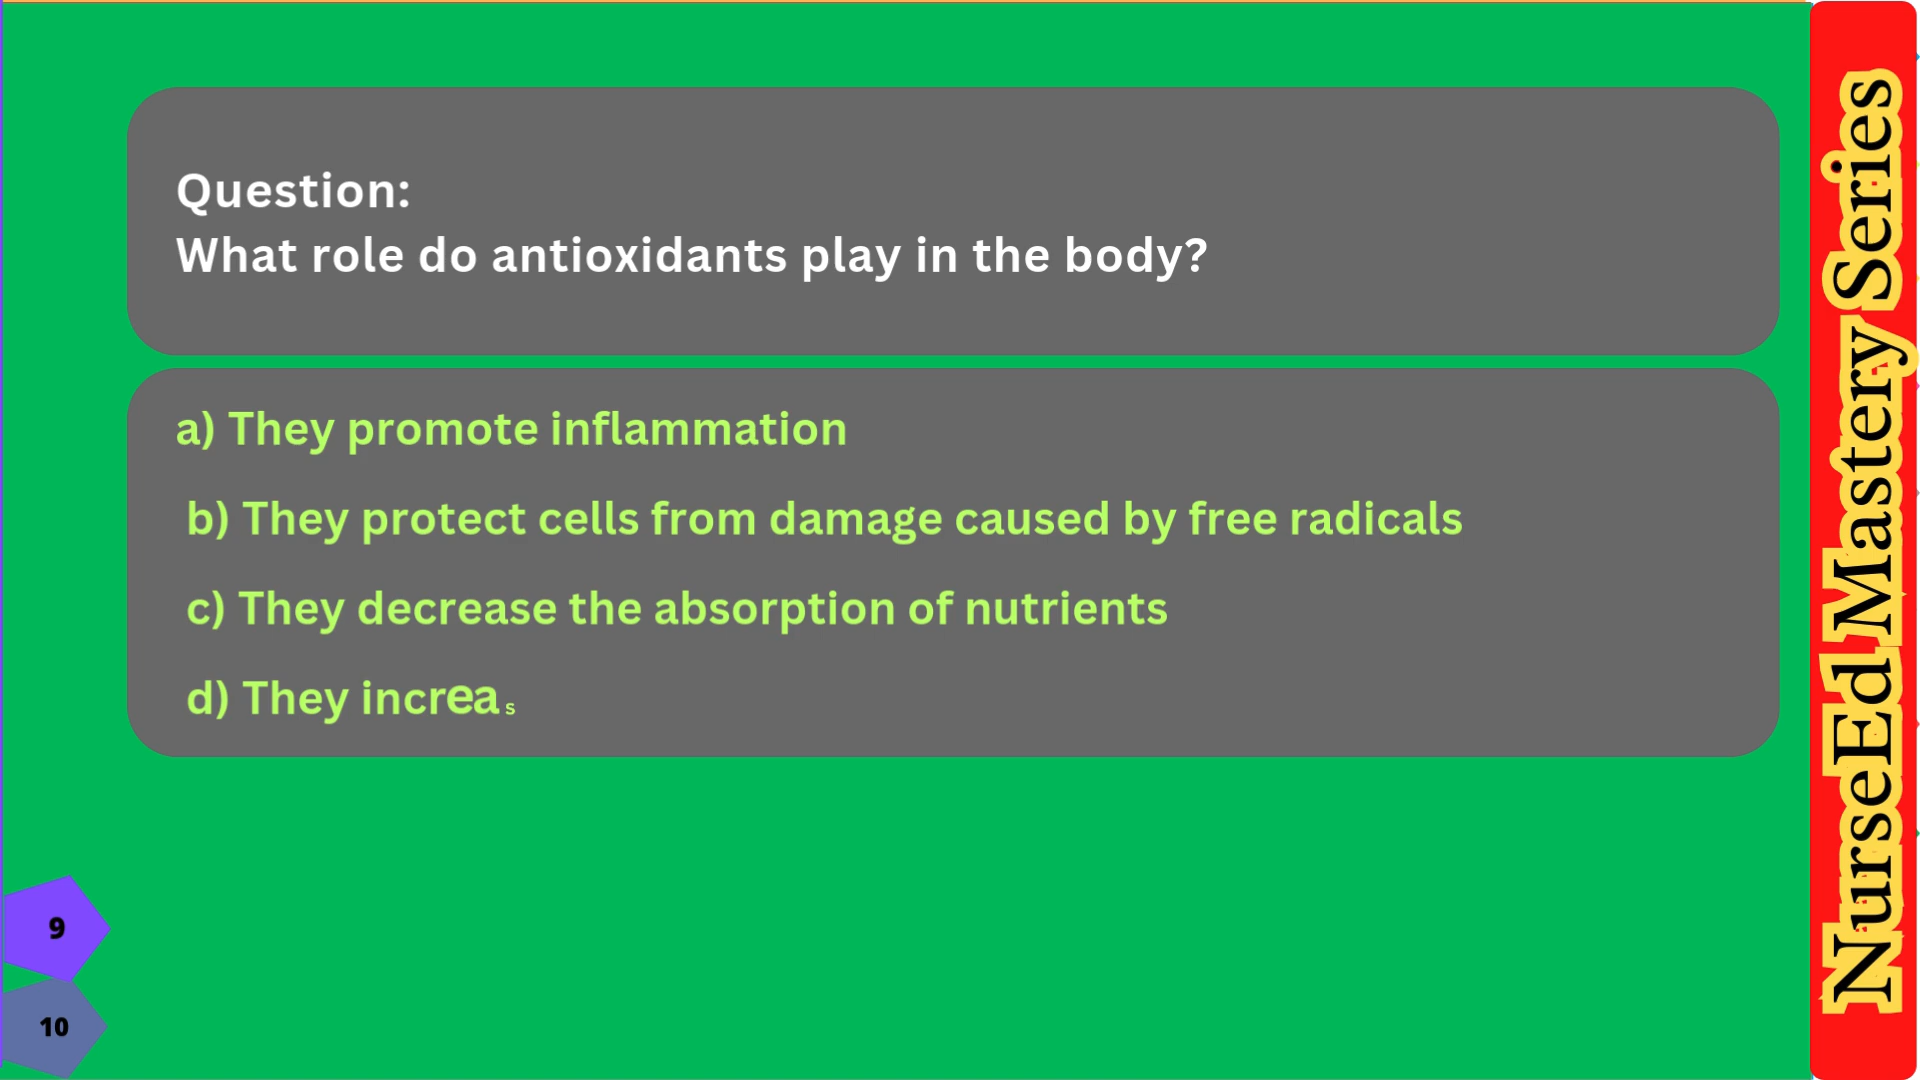 Question:
What role do antioxidants play in the body?
a) They promote inflammation
b) They protect cells from damage caused by free radicals
c) They decrease the absorption of nutrients
d) They increas
9
10
NurseEd Mastery Series